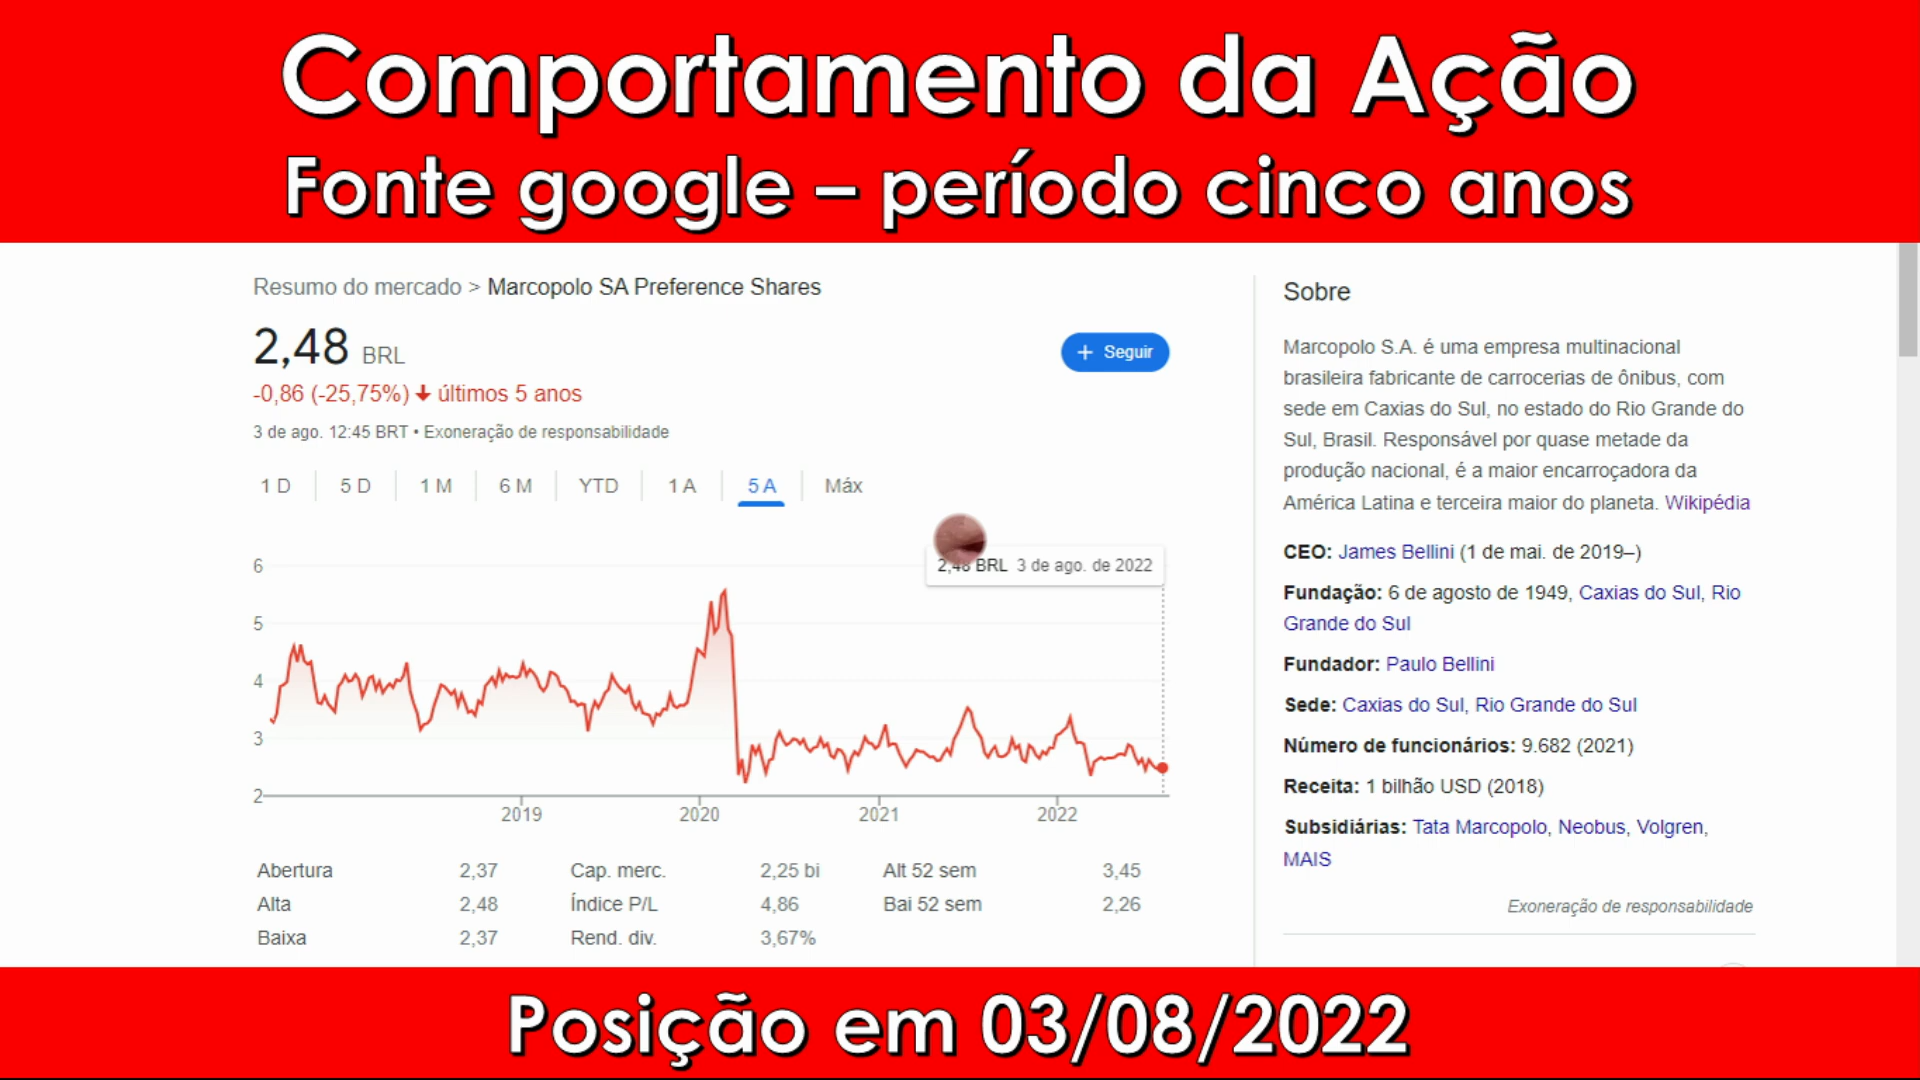 Comportamento da Ação
Fonte google – período cinco anos
Resumo do mercado > Marcopolo SA Preference Shares
2,48 BRL
+ Seguir
-0,86 (-25,75%) ↓ últimos 5 anos
3 de ago. 12:45 BRT • Exoneração de responsabilidade
1 D 5 D 1 M 6 M YTD 1 A 5 A Máx
2,48 BRL 3 de ago. de 2022
6
5
4
3
2
2019 2020 2021 2022
Abertura 2,37 Cap. merc. 2,25 bi Alt 52 sem 3,45
Alta 2,48 Índice P/L 4,86 Bai 52 sem 2,26
Baixa 2,37 Rend. div. 3,67%
Sobre
Marcopolo S.A. é uma empresa multinacional
brasileira fabricante de carrocerias de ônibus, com
sede em Caxias do Sul, no estado do Rio Grande do
Sul, Brasil. Responsável por quase metade da
produção nacional, é a maior encarroçadora da
América Latina e terceira maior do planeta. Wikipédia
CEO: James Bellini (1 de mai. de 2019–)
Fundação: 6 de agosto de 1949, Caxias do Sul, Rio
Grande do Sul
Fundador: Paulo Bellini
Sede: Caxias do Sul, Rio Grande do Sul
Número de funcionários: 9.682 (2021)
Receita: 1 bilhão USD (2018)
Subsidiárias: Tata Marcopolo, Neobus, Volgren,
MAIS
Exoneração de responsabilidade
Posição em 03/08/2022